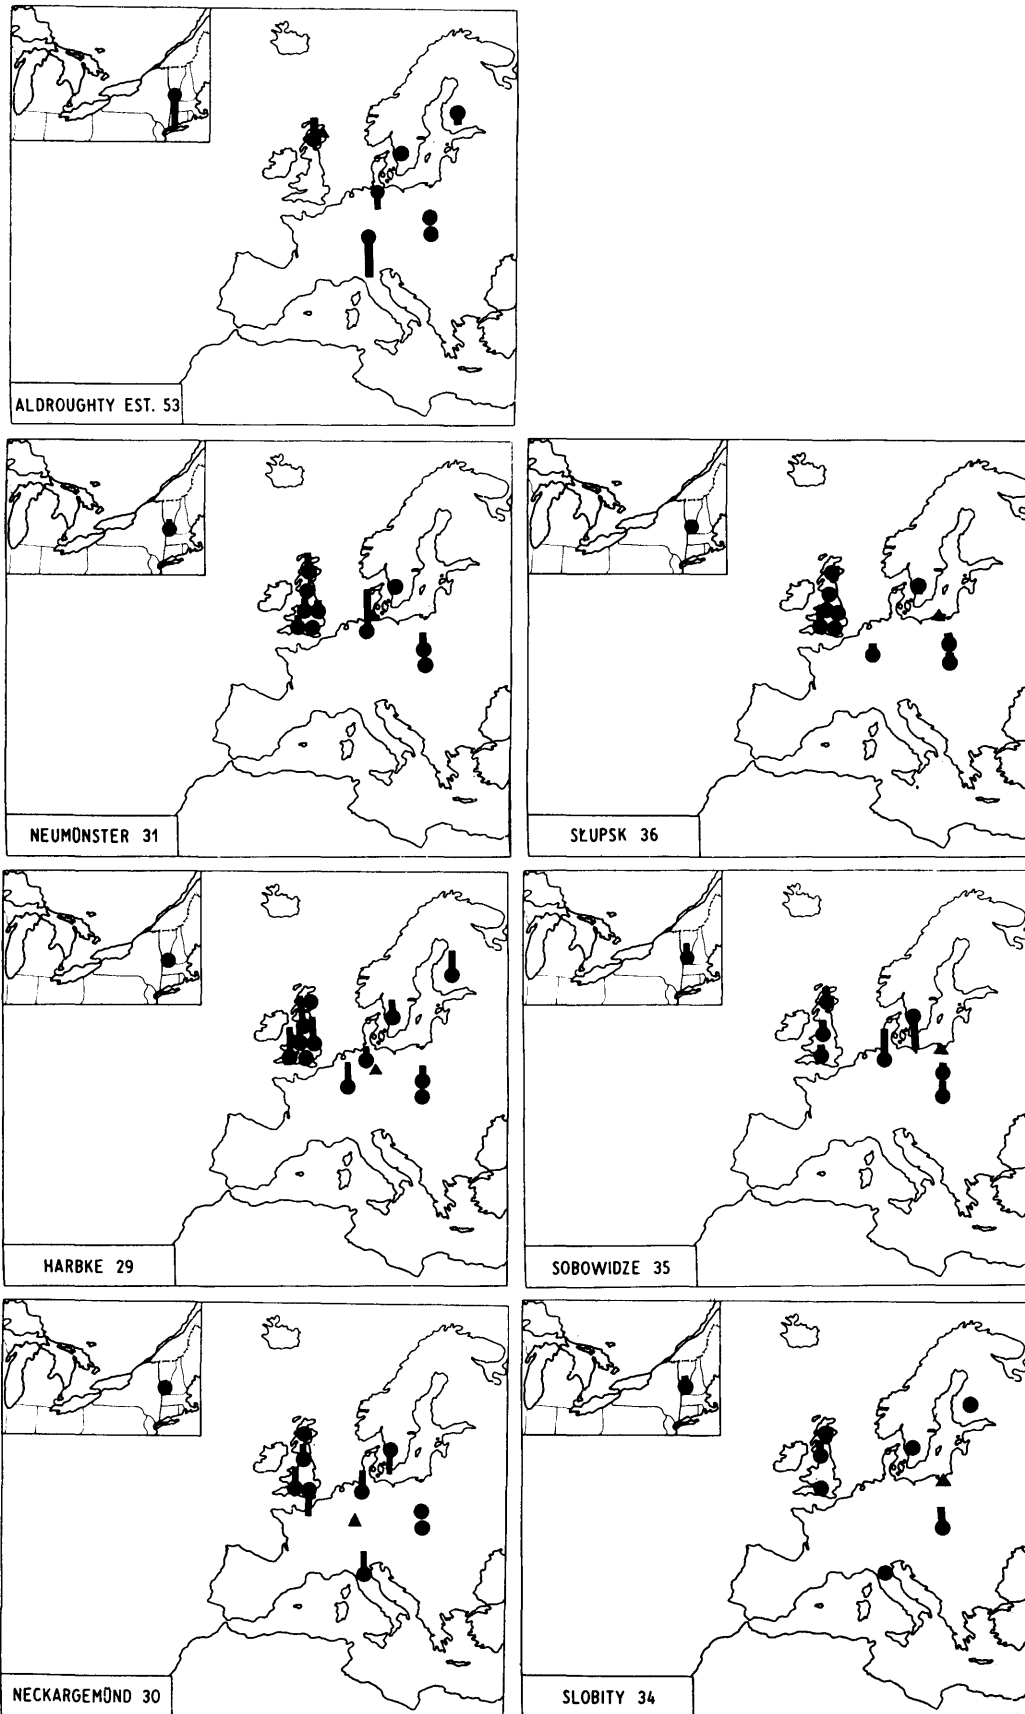 ALDROUGHTY EST. 53
NEUMÜNSTER 31
SŁUPSK 36
HARBKE 29
SOBOWIDZE 35
NECKARGEMÜND 30
SLOBITY 34